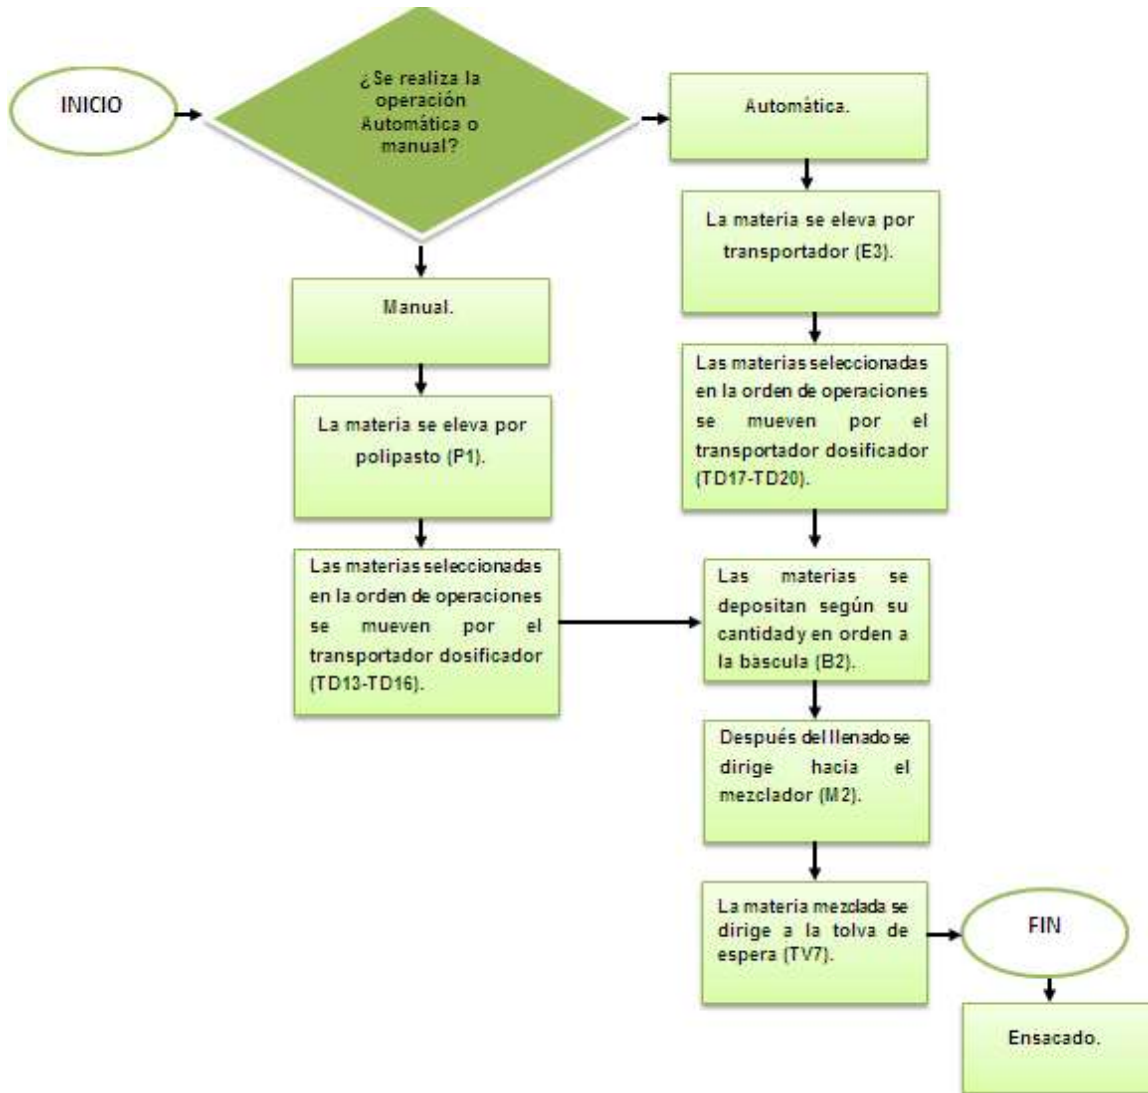 INICIO
¿Se realiza la
operación
Automática o
manual?
Automática.
La materia se eleva por
transportador (E3).
Las materias seleccionadas
en la orden de operaciones
se mueven por el
transportador dosificador
(TD17-TD20).
Manual.
La materia se eleva por
polipasto (P1).
Las materias seleccionadas
en la orden de operaciones
se mueven por el
transportador dosificador
(TD13-TD16).
Las materias se
depositan según su
cantidad y en orden a
la báscula (B2).
Después del llenado se
dirige hacia el
mezclador (M2).
La materia mezclada se
dirige a la tolva de
espera (TV7).
FIN
Ensacado.